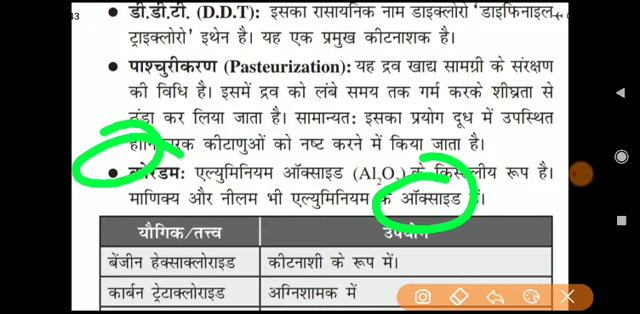 43
• डी.डी.टी. (D.D.T): इसका रासायनिक नाम डाइक्लोरो 'डाइफिनाइल
ट्राइक्लोरो' इथेन है। यह एक प्रमुख कीटनाशक है।
• पाश्चुरीकरण (Pasteurization): यह द्रव खाद्य सामग्री के संरक्षण
की विधि है। इसमें द्रव को लंबे समय तक गर्म करके शीघ्रता से
ठंडा कर लिया जाता है। सामान्यत: इसका प्रयोग दूध में उपस्थित
हानिकारक कीटाणुओं को नष्ट करने में किया जाता है।
• कोरंडम: एल्युमिनियम ऑक्साइड (Al₂O₃) के क्रिस्टलीय रूप है।
माणिक्य और नीलम भी एल्युमिनियम के ऑक्साइड हैं।
यौगिक/तत्त्व उपयोग
बेंजीन हेक्साक्लोराइड कीटनाशी के रूप में।
कार्बन ट्रेटाक्लोराइड अग्निशामक में